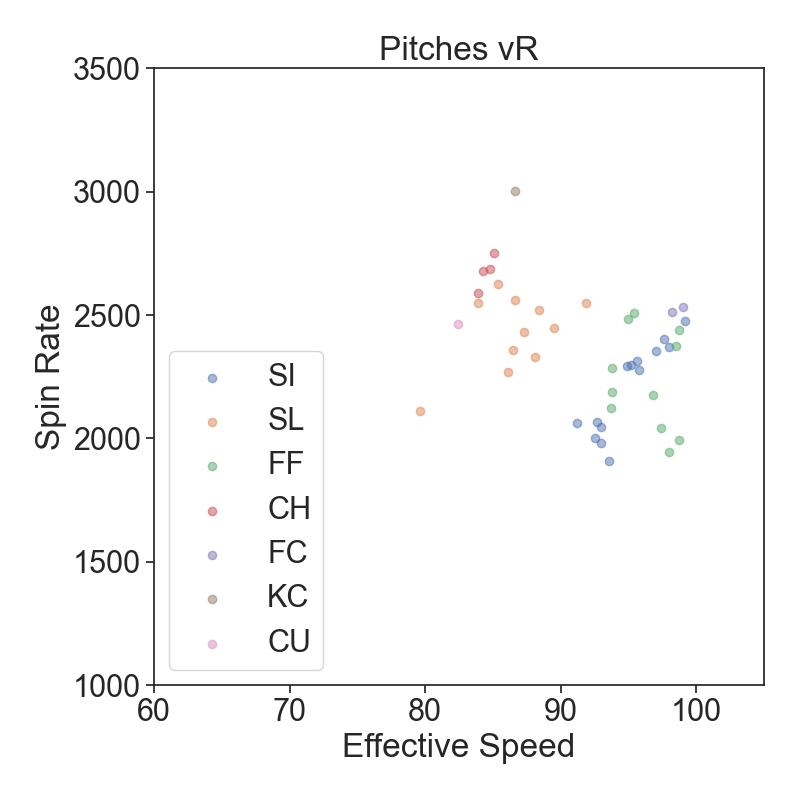 Pitches vR
3500
3000
2500
2000
1500
1000
Spin Rate
SI
SL
FF
CH
FC
KC
CU
60 70 80 90 100
Effective Speed